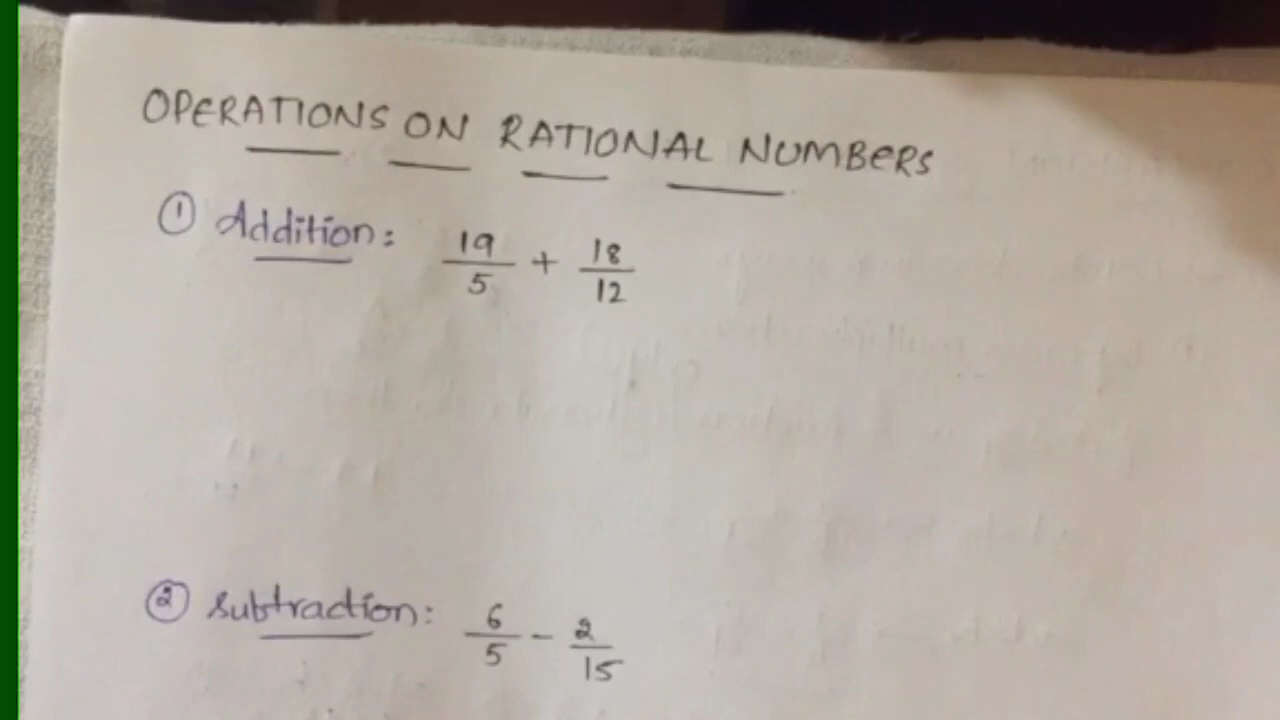 OPERATIONS ON RATIONAL NUMBERS
① Addition: 19/5 + 18/12
② Subtraction: 6/5 - 2/15